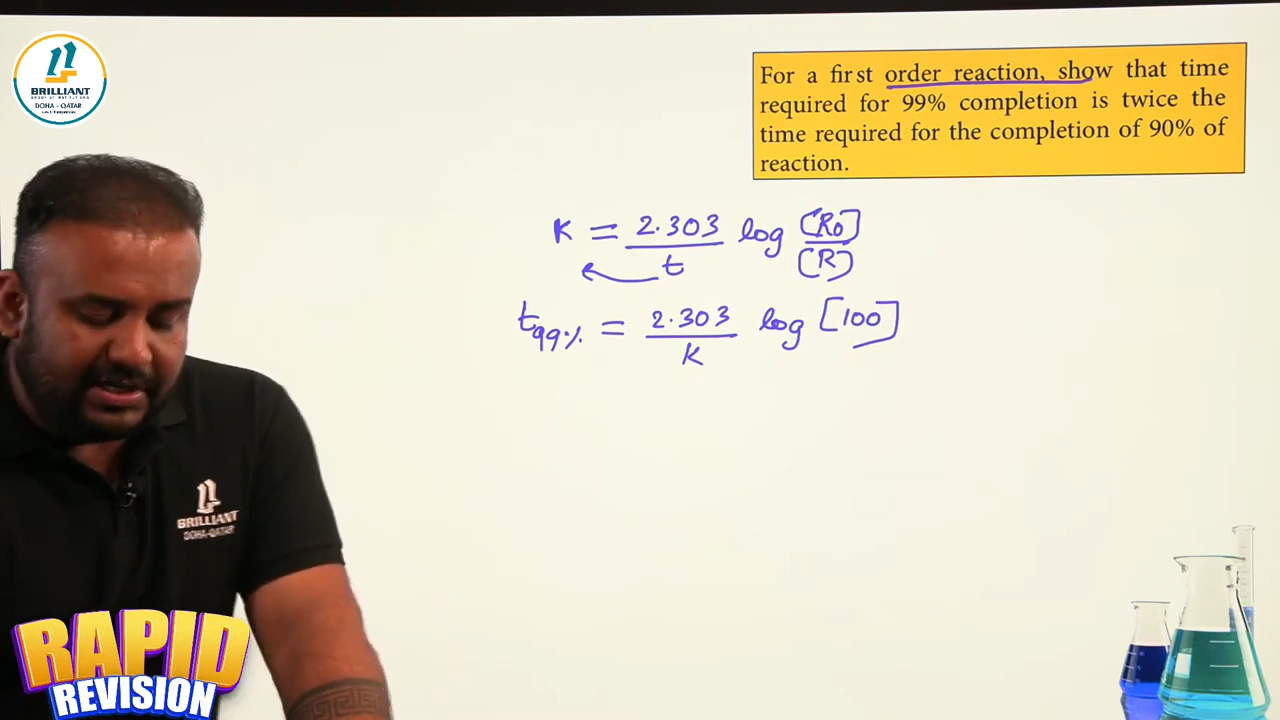 BRILLIANT
DOHA - QATAR
For a first order reaction, show that time
required for 99% completion is twice the
time required for the completion of 90% of
reaction.
K = 2.303/t log [R₀]/[R]
t99% = 2.303/K log [100]
BRILLIANT
DOHA-QATAR
RAPID
REVISION